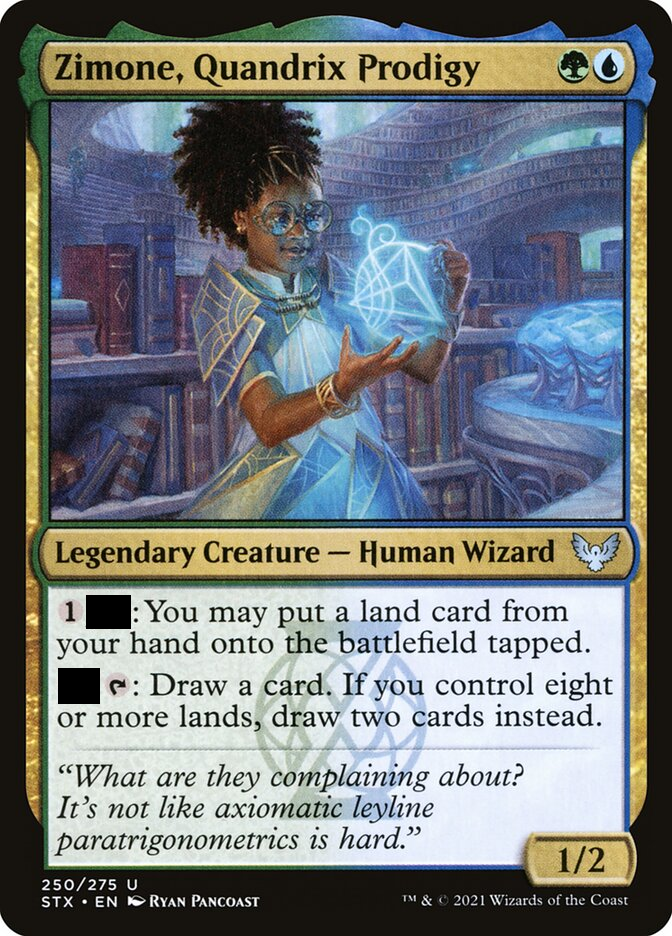 Zimone, Quandrix Prodigy
Legendary Creature — Human Wizard
1 : You may put a land card from
your hand onto the battlefield tapped.
: Draw a card. If you control eight
or more lands, draw two cards instead.
“What are they complaining about?
It’s not like axiomatic leyline
paratrigonometrics is hard.”
1/2
250/275 U
STX • EN Ryan Pancoast
™ & © 2021 Wizards of the Coast